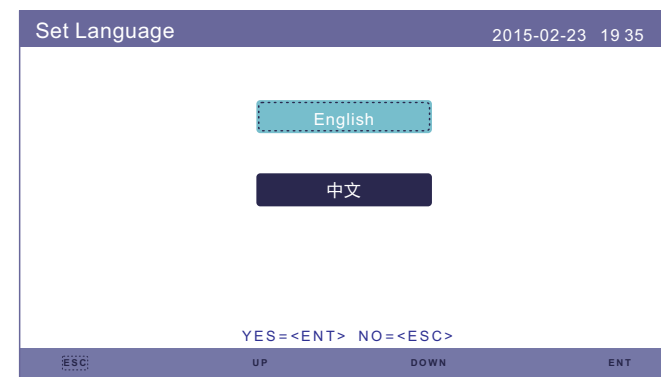 Set Language 2015-02-23 19 35
English
中文
YES=<ENT> NO=<ESC>
ESC UP DOWN ENT